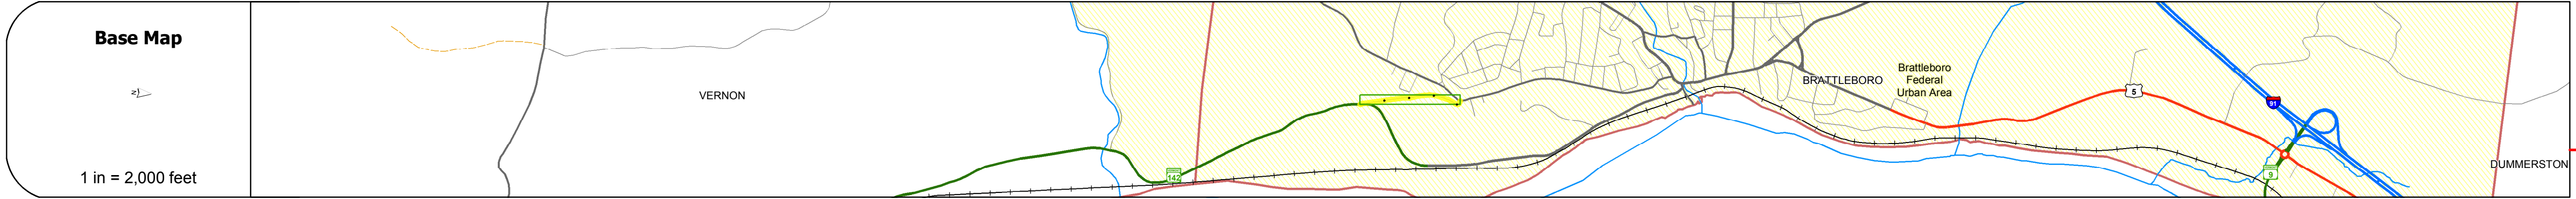 Base Map
N
1 in = 2,000 feet
VERNON
142
BRATTLEBORO
Brattleboro
Federal
Urban Area
5
91
9
DUMMERSTON